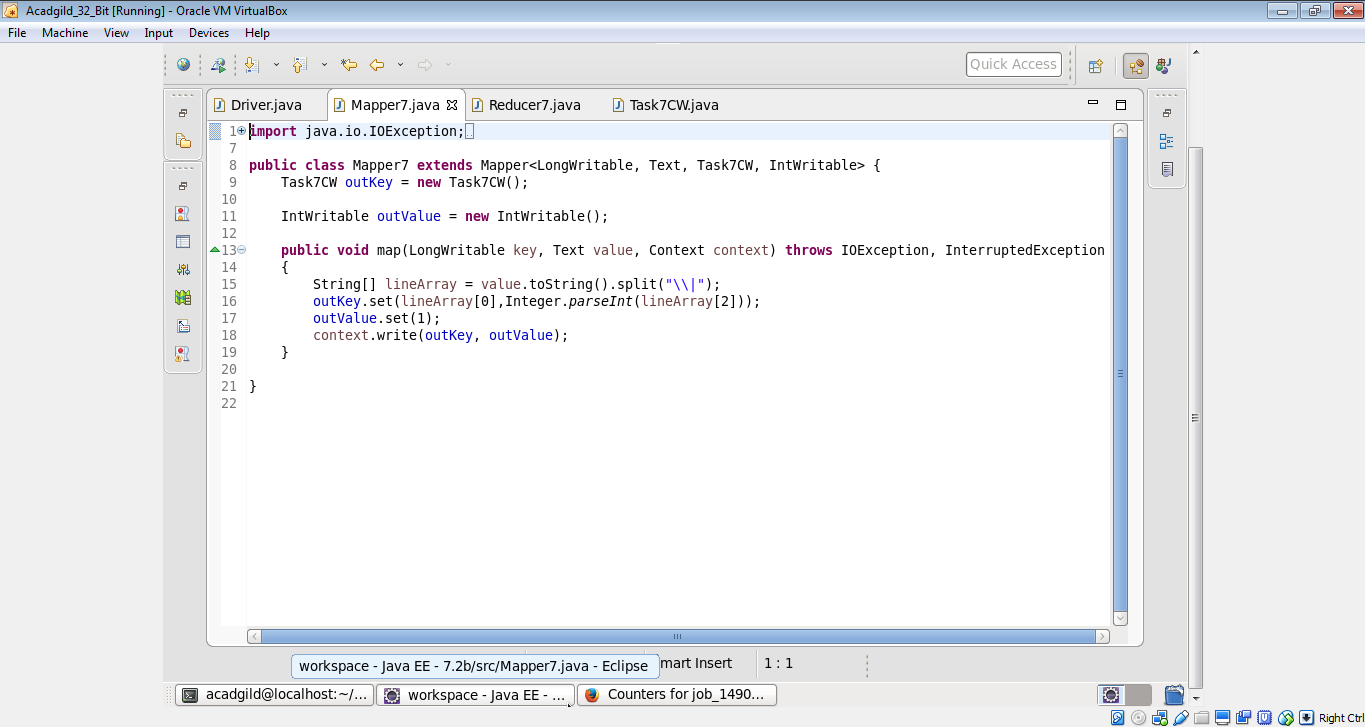 Acadgild_32_Bit [Running] - Oracle VM VirtualBox
File Machine View Input Devices Help
Quick Access
Driver.java Mapper7.java Reducer7.java Task7CW.java
1 import java.io.IOException;
7
8 public class Mapper7 extends Mapper<LongWritable, Text, Task7CW, IntWritable> {
9 Task7CW outKey = new Task7CW();
10
11 IntWritable outValue = new IntWritable();
12
13 public void map(LongWritable key, Text value, Context context) throws IOException, InterruptedException
14 {
15 String[] lineArray = value.toString().split("\\|");
16 outKey.set(lineArray[0],Integer.parseInt(lineArray[2]));
17 outValue.set(1);
18 context.write(outKey, outValue);
19 }
20
21 }
22
workspace - Java EE - 7.2b/src/Mapper7.java - Eclipse mart Insert 1 : 1
acadgild@localhost:~/... workspace - Java EE - ... Counters for job_1490...
Right Ctrl